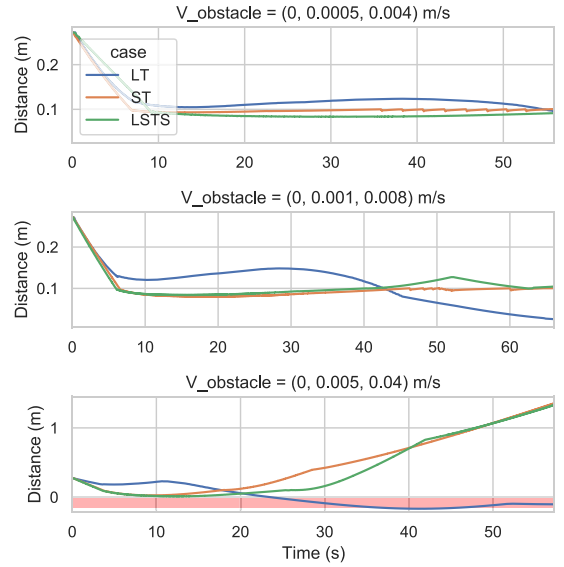 V_obstacle = (0, 0.0005, 0.004) m/s
Distance (m)
0.2
0.1
case
LT
ST
LSTS
0 10 20 30 40 50
V_obstacle = (0, 0.001, 0.008) m/s
Distance (m)
0.2
0.1
0 10 20 30 40 50 60
V_obstacle = (0, 0.005, 0.04) m/s
Distance (m)
1
0
0 10 20 30 40 50
Time (s)